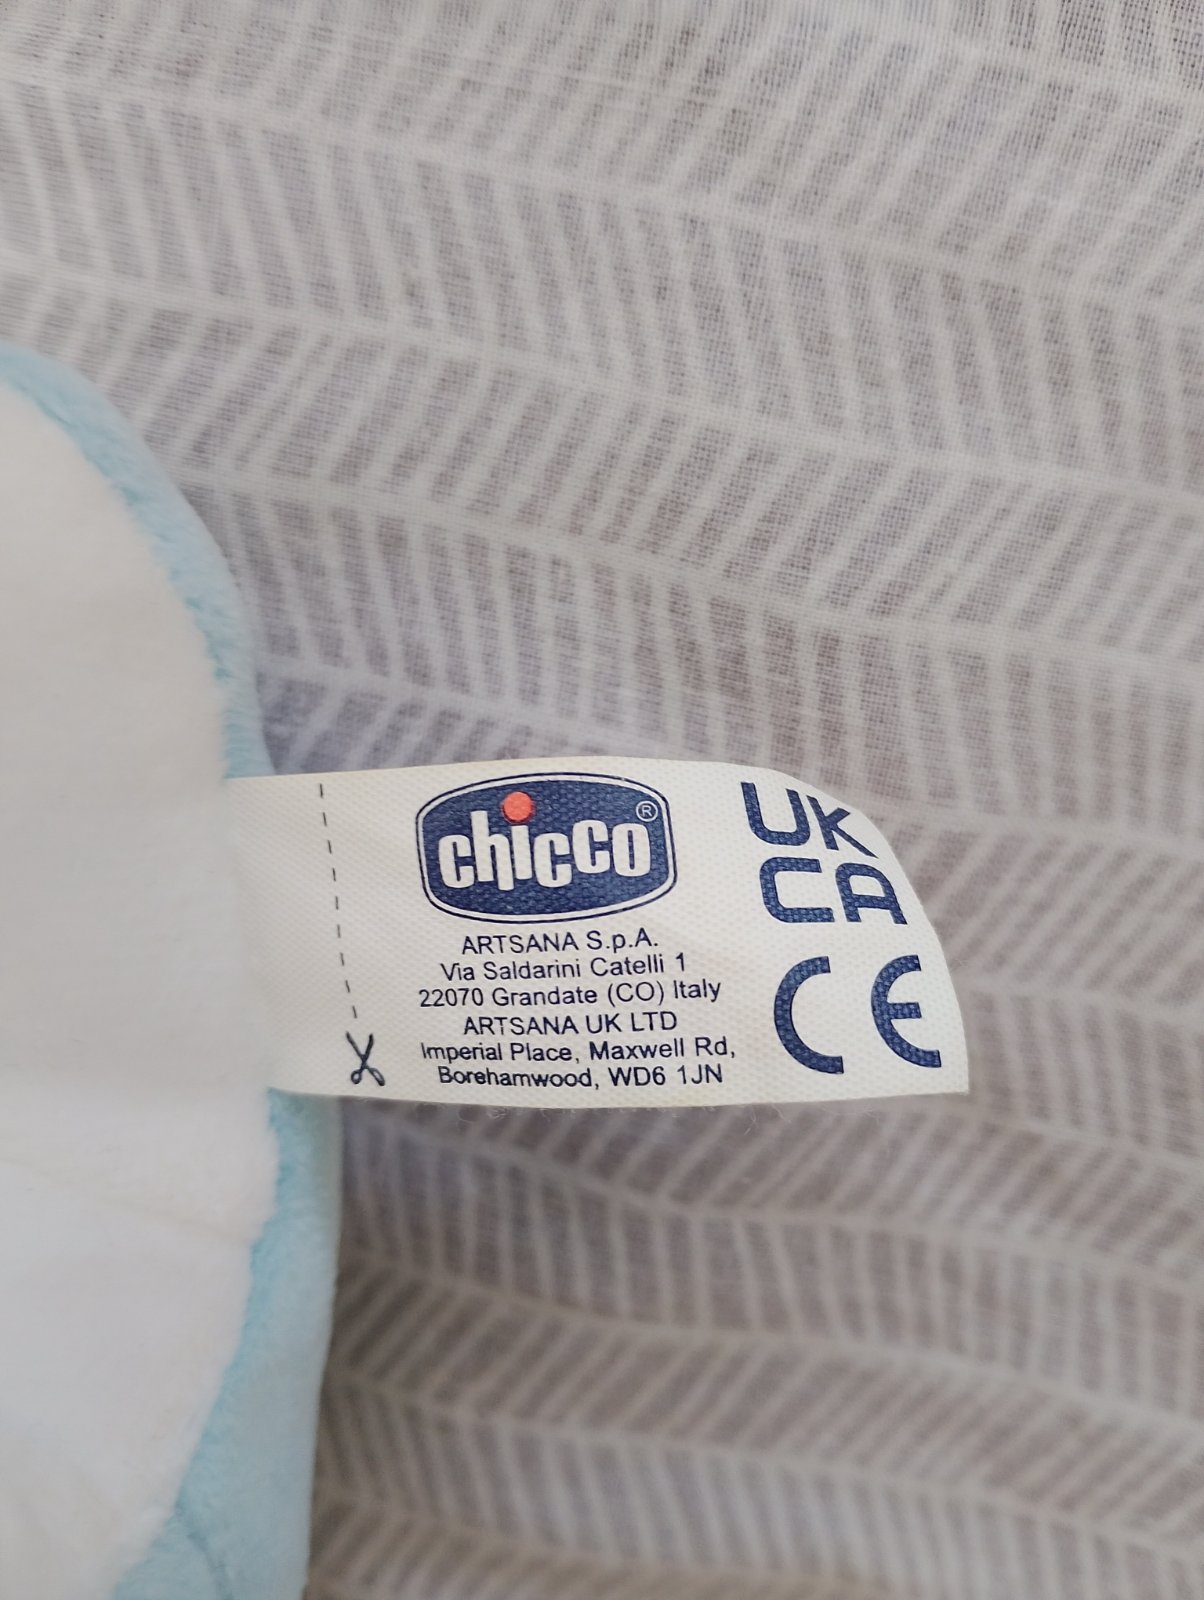 chicco®
ARTSANA S.p.A.
Via Saldarini Catelli 1
22070 Grandate (CO) Italy
ARTSANA UK LTD
Imperial Place, Maxwell Rd,
Borehamwood, WD6 1JN
UK
CA
CE